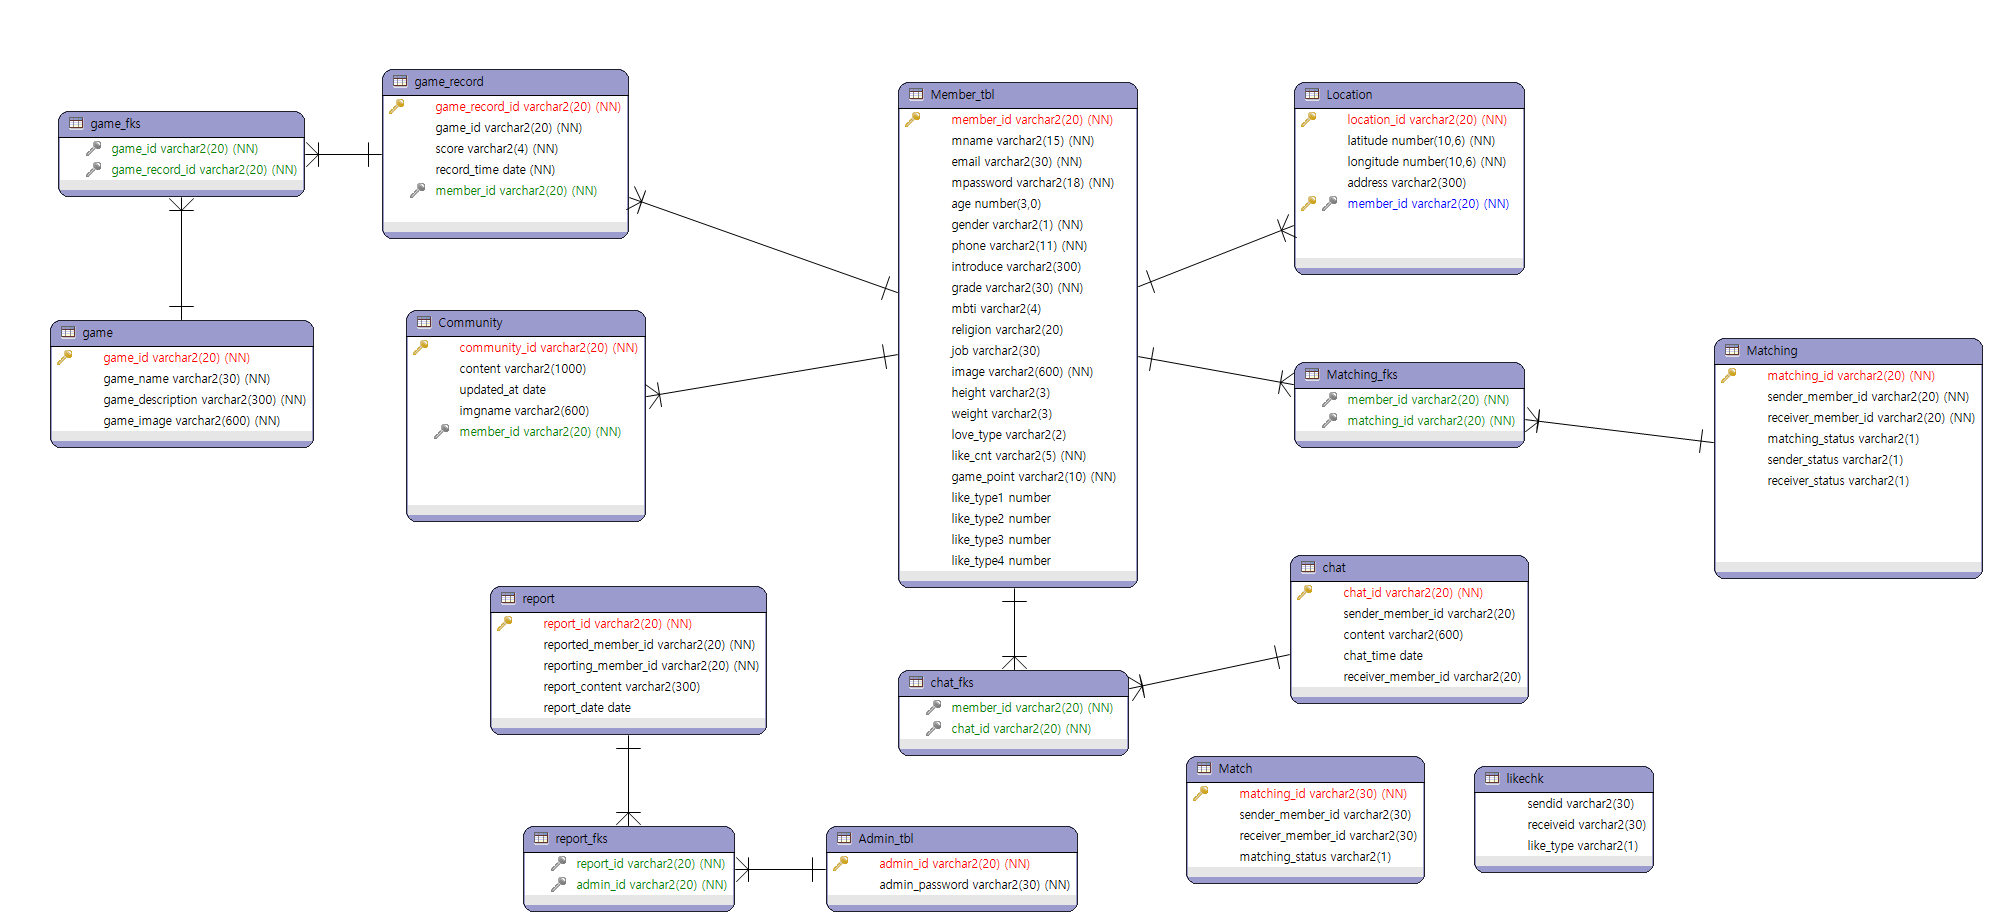 game_fks
game_id varchar2(20) (NN)
game_record_id varchar2(20) (NN)
game_record
game_record_id varchar2(20) (NN)
game_id varchar2(20) (NN)
score varchar2(4) (NN)
record_time date (NN)
member_id varchar2(20) (NN)
game
game_id varchar2(20) (NN)
game_name varchar2(30) (NN)
game_description varchar2(300) (NN)
game_image varchar2(600) (NN)
Community
community_id varchar2(20) (NN)
content varchar2(1000)
updated_at date
imgname varchar2(600)
member_id varchar2(20) (NN)
Member_tbl
member_id varchar2(20) (NN)
mname varchar2(15) (NN)
email varchar2(30) (NN)
mpassword varchar2(18) (NN)
age number(3,0)
gender varchar2(1) (NN)
phone varchar2(11) (NN)
introduce varchar2(300)
grade varchar2(30) (NN)
mbti varchar2(4)
religion varchar2(20)
job varchar2(30)
image varchar2(600) (NN)
height varchar2(3)
weight varchar2(3)
love_type varchar2(2)
like_cnt varchar2(5) (NN)
game_point varchar2(10) (NN)
like_type1 number
like_type2 number
like_type3 number
like_type4 number
Location
location_id varchar2(20) (NN)
latitude number(10,6) (NN)
longitude number(10,6) (NN)
address varchar2(300)
member_id varchar2(20) (NN)
Matching_fks
member_id varchar2(20) (NN)
matching_id varchar2(20) (NN)
Matching
matching_id varchar2(20) (NN)
sender_member_id varchar2(20) (NN)
receiver_member_id varchar2(20) (NN)
matching_status varchar2(1)
sender_status varchar2(1)
receiver_status varchar2(1)
report
report_id varchar2(20) (NN)
reported_member_id varchar2(20) (NN)
reporting_member_id varchar2(20) (NN)
report_content varchar2(300)
report_date date
chat_fks
member_id varchar2(20) (NN)
chat_id varchar2(20) (NN)
chat
chat_id varchar2(20) (NN)
sender_member_id varchar2(20)
content varchar2(600)
chat_time date
receiver_member_id varchar2(20)
report_fks
report_id varchar2(20) (NN)
admin_id varchar2(20) (NN)
Admin_tbl
admin_id varchar2(20) (NN)
admin_password varchar2(30) (NN)
Match
matching_id varchar2(30) (NN)
sender_member_id varchar2(30)
receiver_member_id varchar2(30)
matching_status varchar2(1)
likechk
sendid varchar2(30)
receiveid varchar2(30)
like_type varchar2(1)